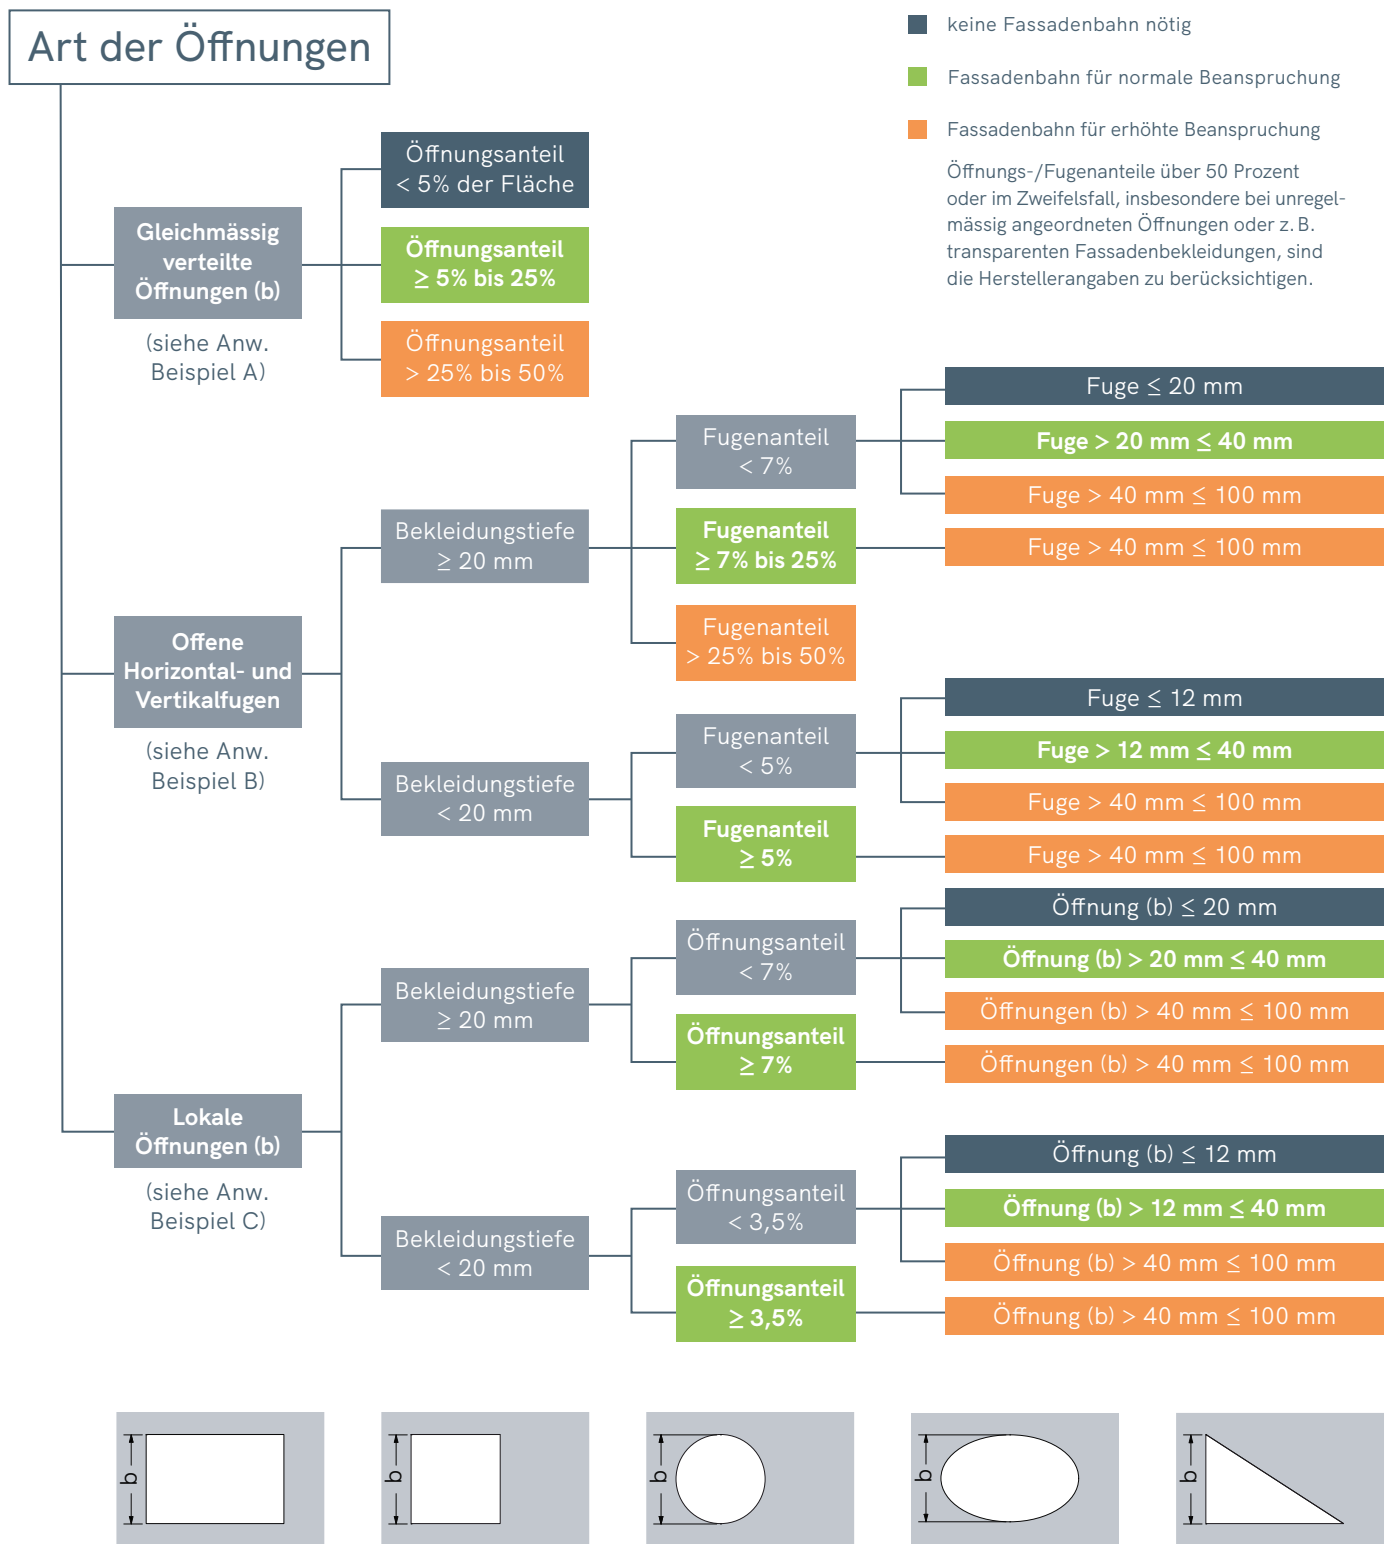 Art der Öffnungen
keine Fassadenbahn nötig
Fassadenbahn für normale Beanspruchung
Fassadenbahn für erhöhte Beanspruchung
Öffnungs-/Fugenanteile über 50 Prozent
oder im Zweifelsfall, insbesondere bei unregel-
mässig angeordneten Öffnungen oder z. B.
transparenten Fassadenbekleidungen, sind
die Herstellerangaben zu berücksichtigen.
Gleichmässig
verteilte
Öffnungen (b)
(siehe Anw.
Beispiel A)
Öffnungsanteil
< 5% der Fläche
Öffnungsanteil
≥ 5% bis 25%
Öffnungsanteil
> 25% bis 50%
Offene
Horizontal- und
Vertikalfugen
(siehe Anw.
Beispiel B)
Bekleidungstiefe
≥ 20 mm
Fugenanteil
< 7%
Fuge ≤ 20 mm
Fuge > 20 mm ≤ 40 mm
Fuge > 40 mm ≤ 100 mm
Fugenanteil
≥ 7% bis 25%
Fuge > 40 mm ≤ 100 mm
Fugenanteil
> 25% bis 50%
Bekleidungstiefe
< 20 mm
Fugenanteil
< 5%
Fuge ≤ 12 mm
Fuge > 12 mm ≤ 40 mm
Fuge > 40 mm ≤ 100 mm
Fugenanteil
≥ 5%
Fuge > 40 mm ≤ 100 mm
Lokale
Öffnungen (b)
(siehe Anw.
Beispiel C)
Bekleidungstiefe
≥ 20 mm
Öffnungsanteil
< 7%
Öffnung (b) ≤ 20 mm
Öffnung (b) > 20 mm ≤ 40 mm
Öffnungen (b) > 40 mm ≤ 100 mm
Öffnungsanteil
≥ 7%
Öffnungen (b) > 40 mm ≤ 100 mm
Bekleidungstiefe
< 20 mm
Öffnungsanteil
< 3,5%
Öffnung (b) ≤ 12 mm
Öffnung (b) > 12 mm ≤ 40 mm
Öffnung (b) > 40 mm ≤ 100 mm
Öffnungsanteil
≥ 3,5%
Öffnung (b) > 40 mm ≤ 100 mm
b
b
b
b
b